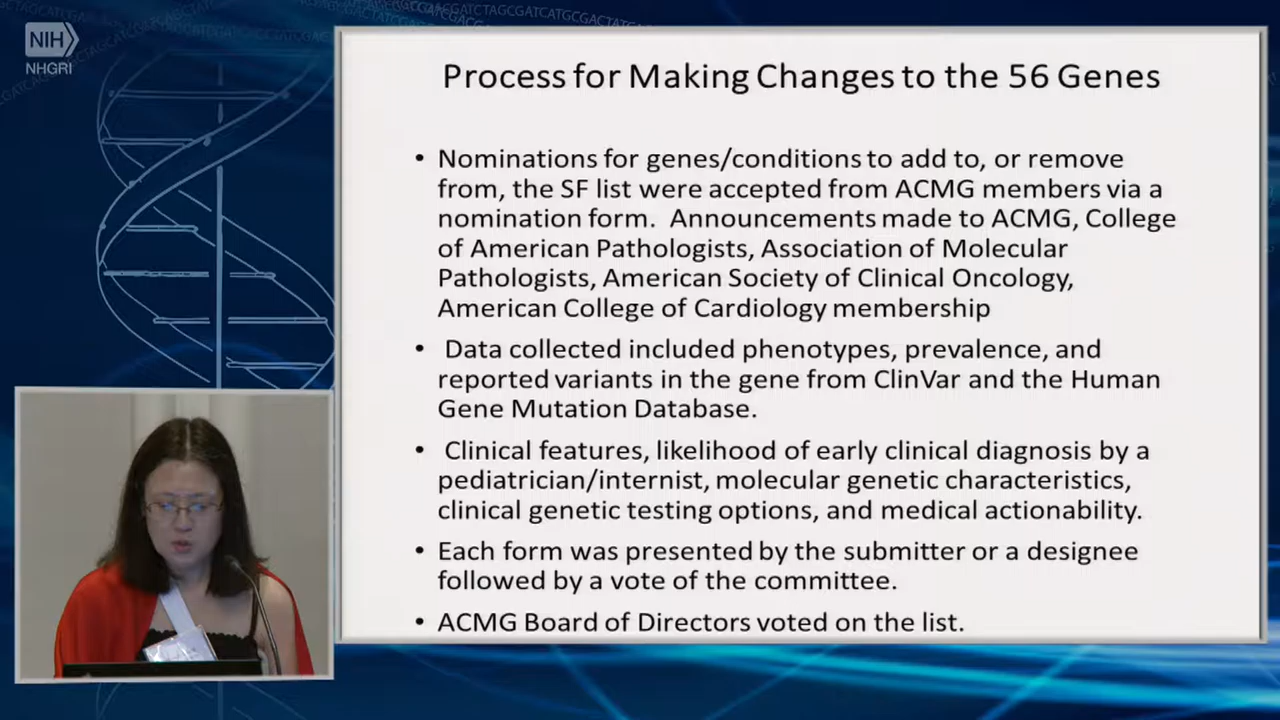 NIH
NHGRI
Process for Making Changes to the 56 Genes
• Nominations for genes/conditions to add to, or remove
from, the SF list were accepted from ACMG members via a
nomination form.  Announcements made to ACMG, College
of American Pathologists, Association of Molecular
Pathologists, American Society of Clinical Oncology,
American College of Cardiology membership
• Data collected included phenotypes, prevalence, and
reported variants in the gene from ClinVar and the Human
Gene Mutation Database.
• Clinical features, likelihood of early clinical diagnosis by a
pediatrician/internist, molecular genetic characteristics,
clinical genetic testing options, and medical actionability.
• Each form was presented by the submitter or a designee
followed by a vote of the committee.
• ACMG Board of Directors voted on the list.